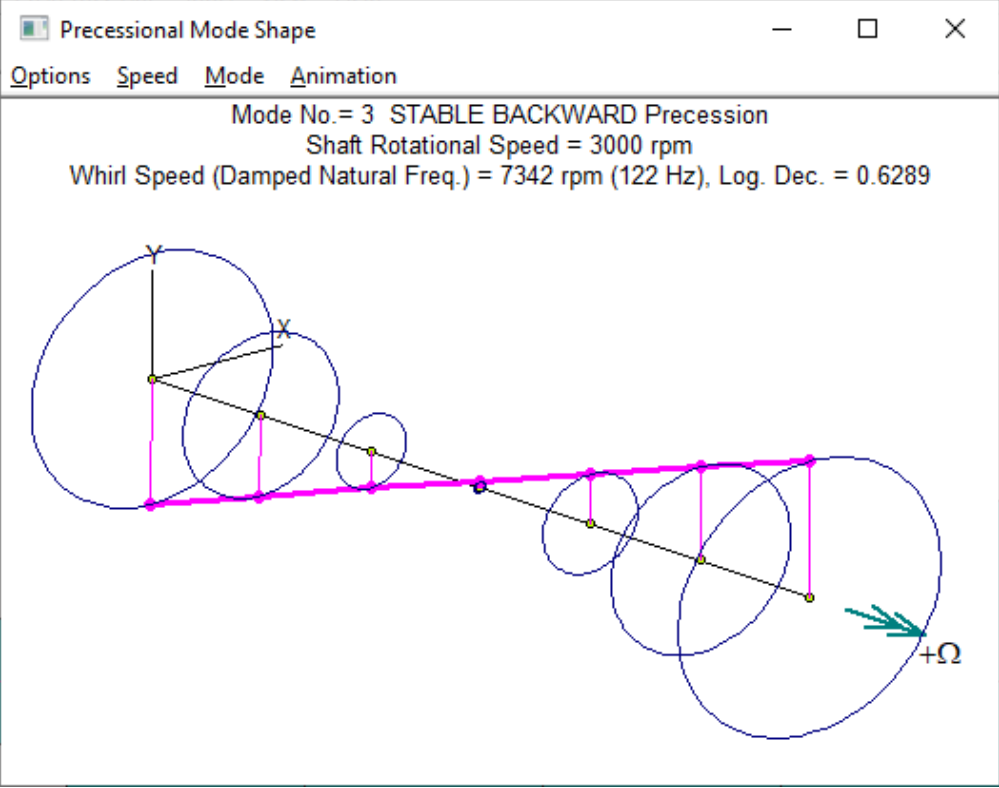 Precessional Mode Shape
Options Speed Mode Animation
Mode No.= 3 STABLE BACKWARD Precession
Shaft Rotational Speed = 3000 rpm
Whirl Speed (Damped Natural Freq.) = 7342 rpm (122 Hz), Log. Dec. = 0.6289
Y
X
+Ω